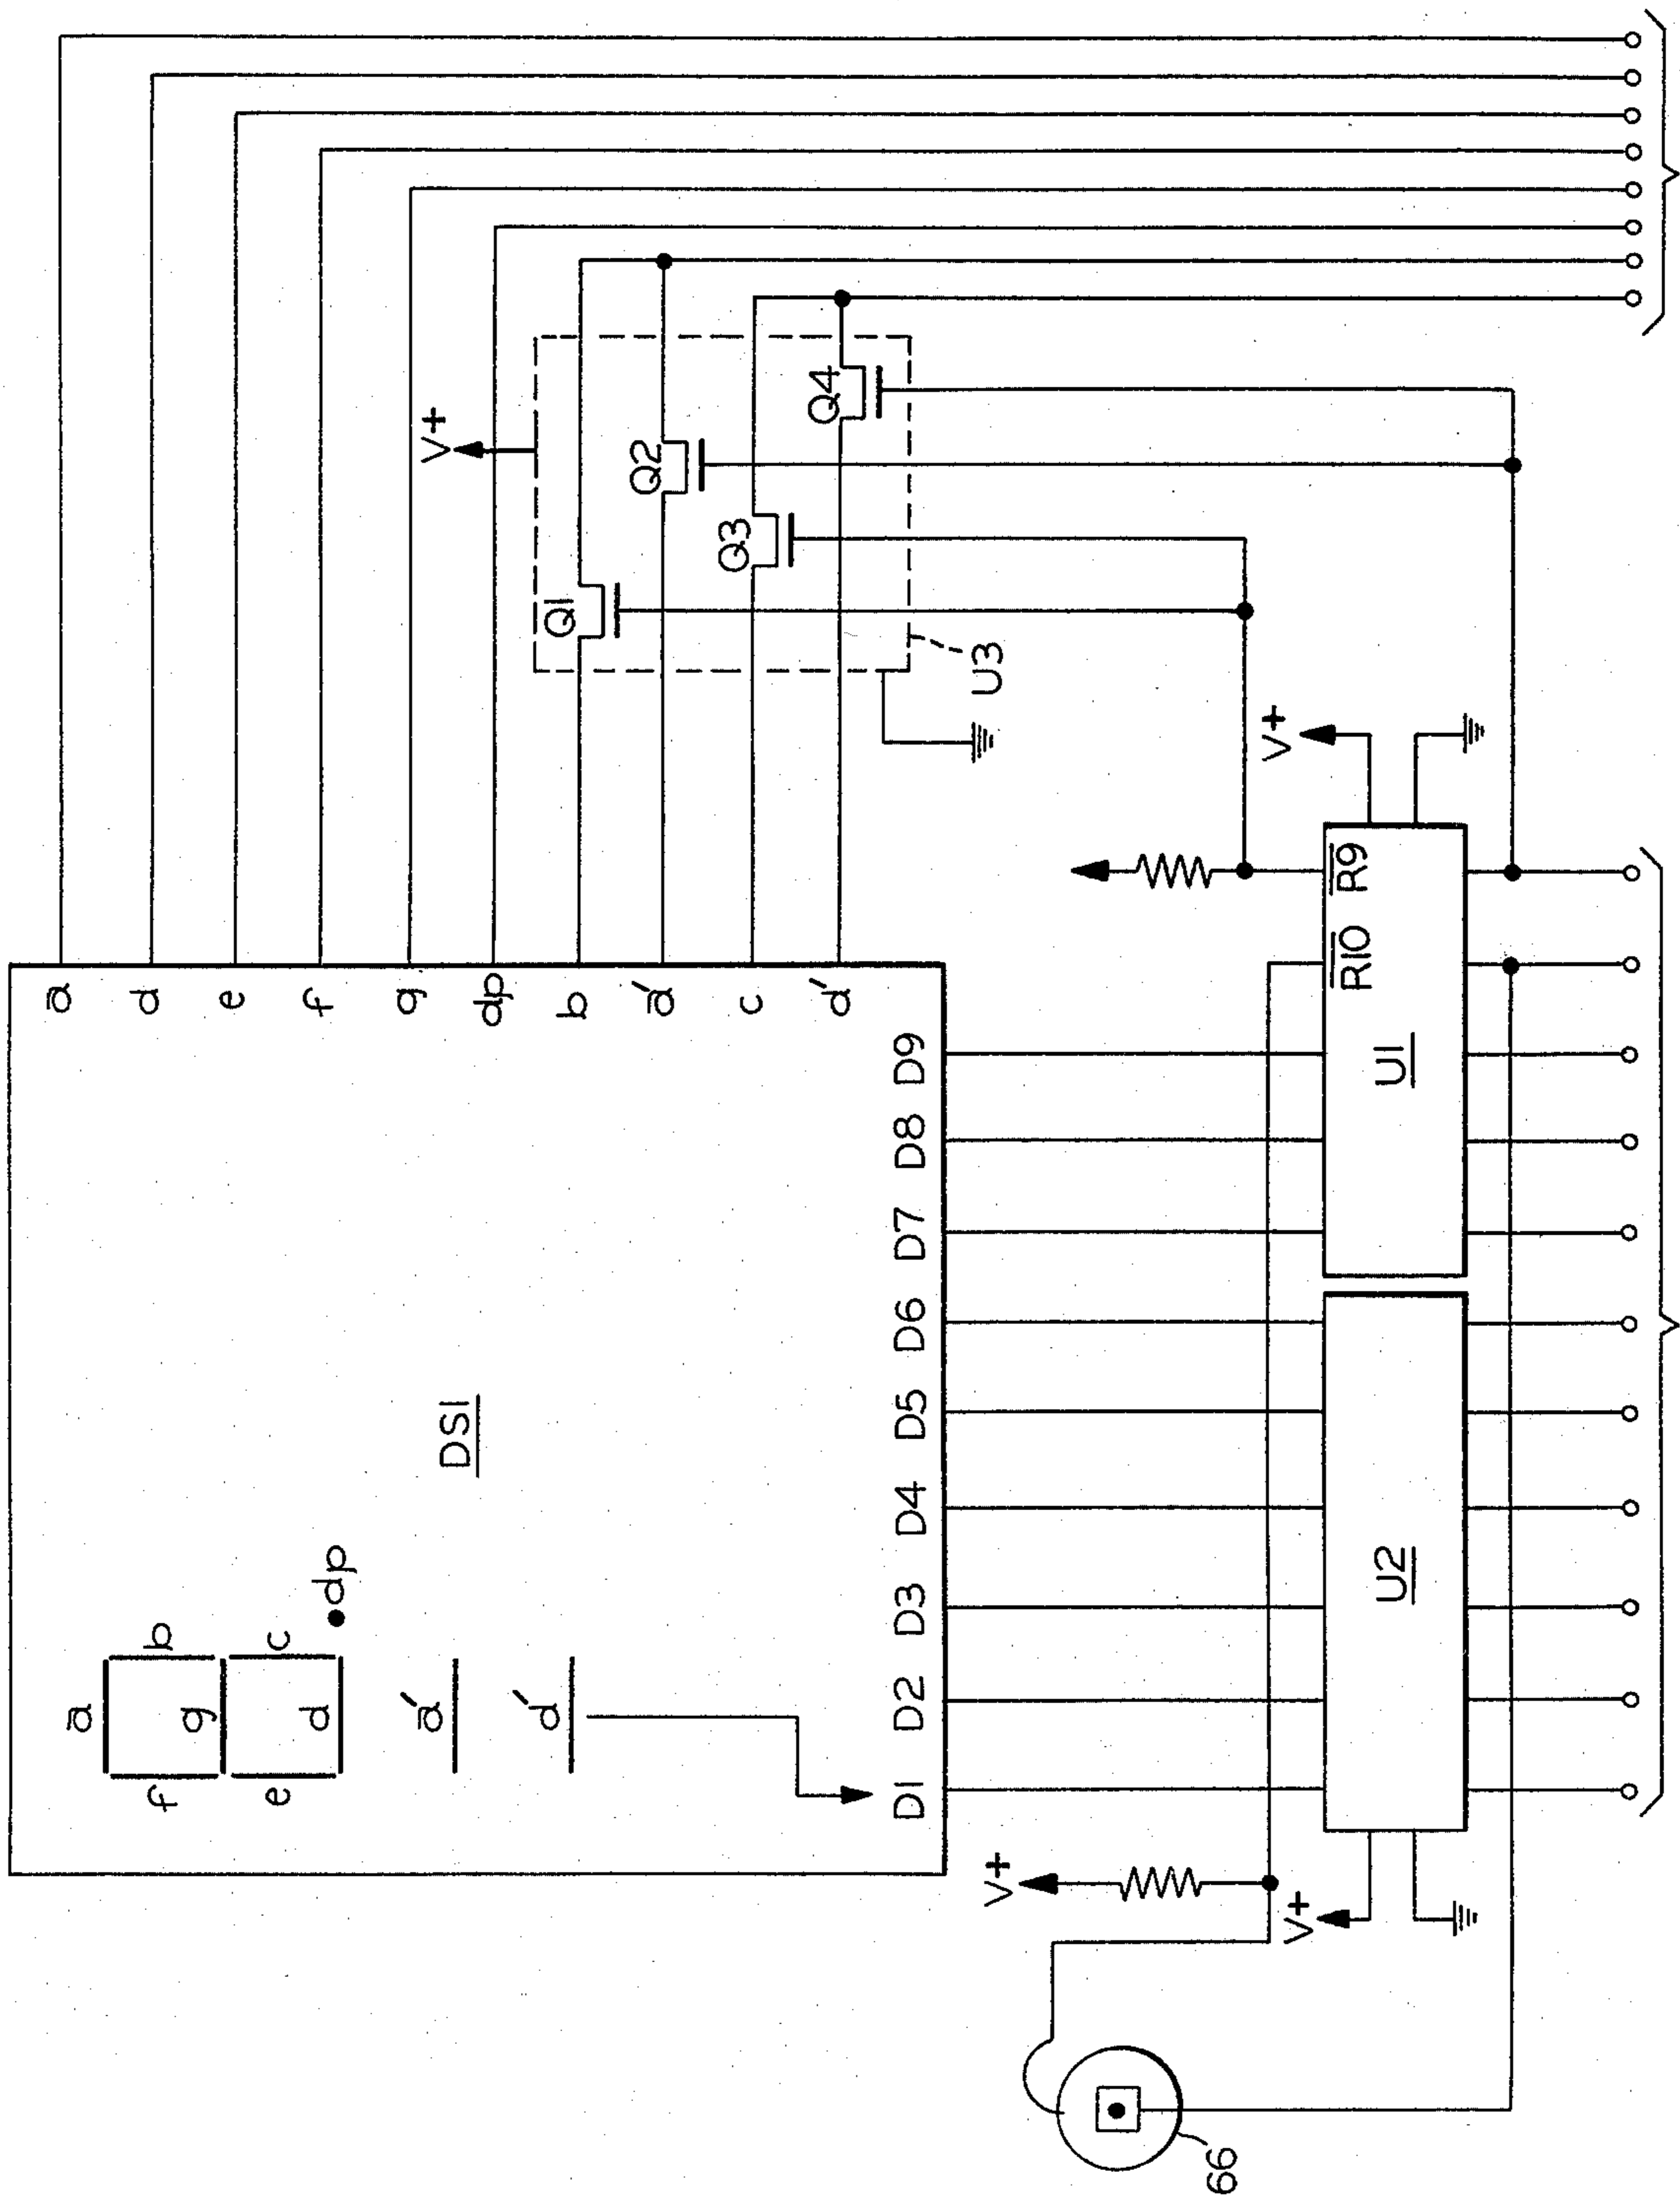 a
f b
g
e c
d
dp
a'
d'
DS1
a
d
e
f
g
dp
b
a'
c
d'
D1 D2 D3 D4 D5 D6 D7 D8 D9
V+
Q1
Q2
Q3
Q4
U3
V+
66
V+
V+
R10 R9
U2
U1